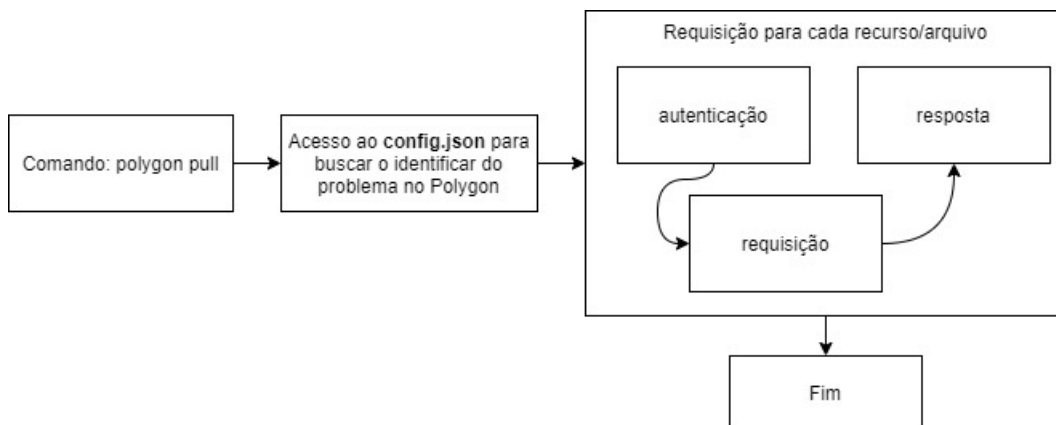 Comando: polygon pull
Acesso ao config.json para
buscar o identificar do
problema no Polygon
Requisição para cada recurso/arquivo
autenticação
resposta
requisição
Fim